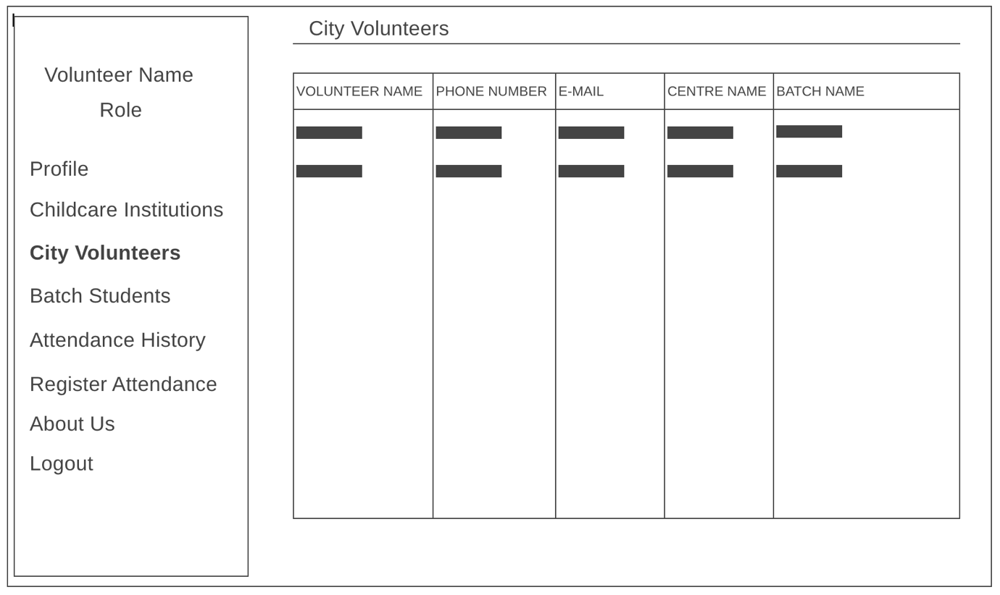 Volunteer Name
Role
Profile
Childcare Institutions
City Volunteers
Batch Students
Attendance History
Register Attendance
About Us
Logout
City Volunteers
VOLUNTEER NAME PHONE NUMBER E-MAIL CENTRE NAME BATCH NAME